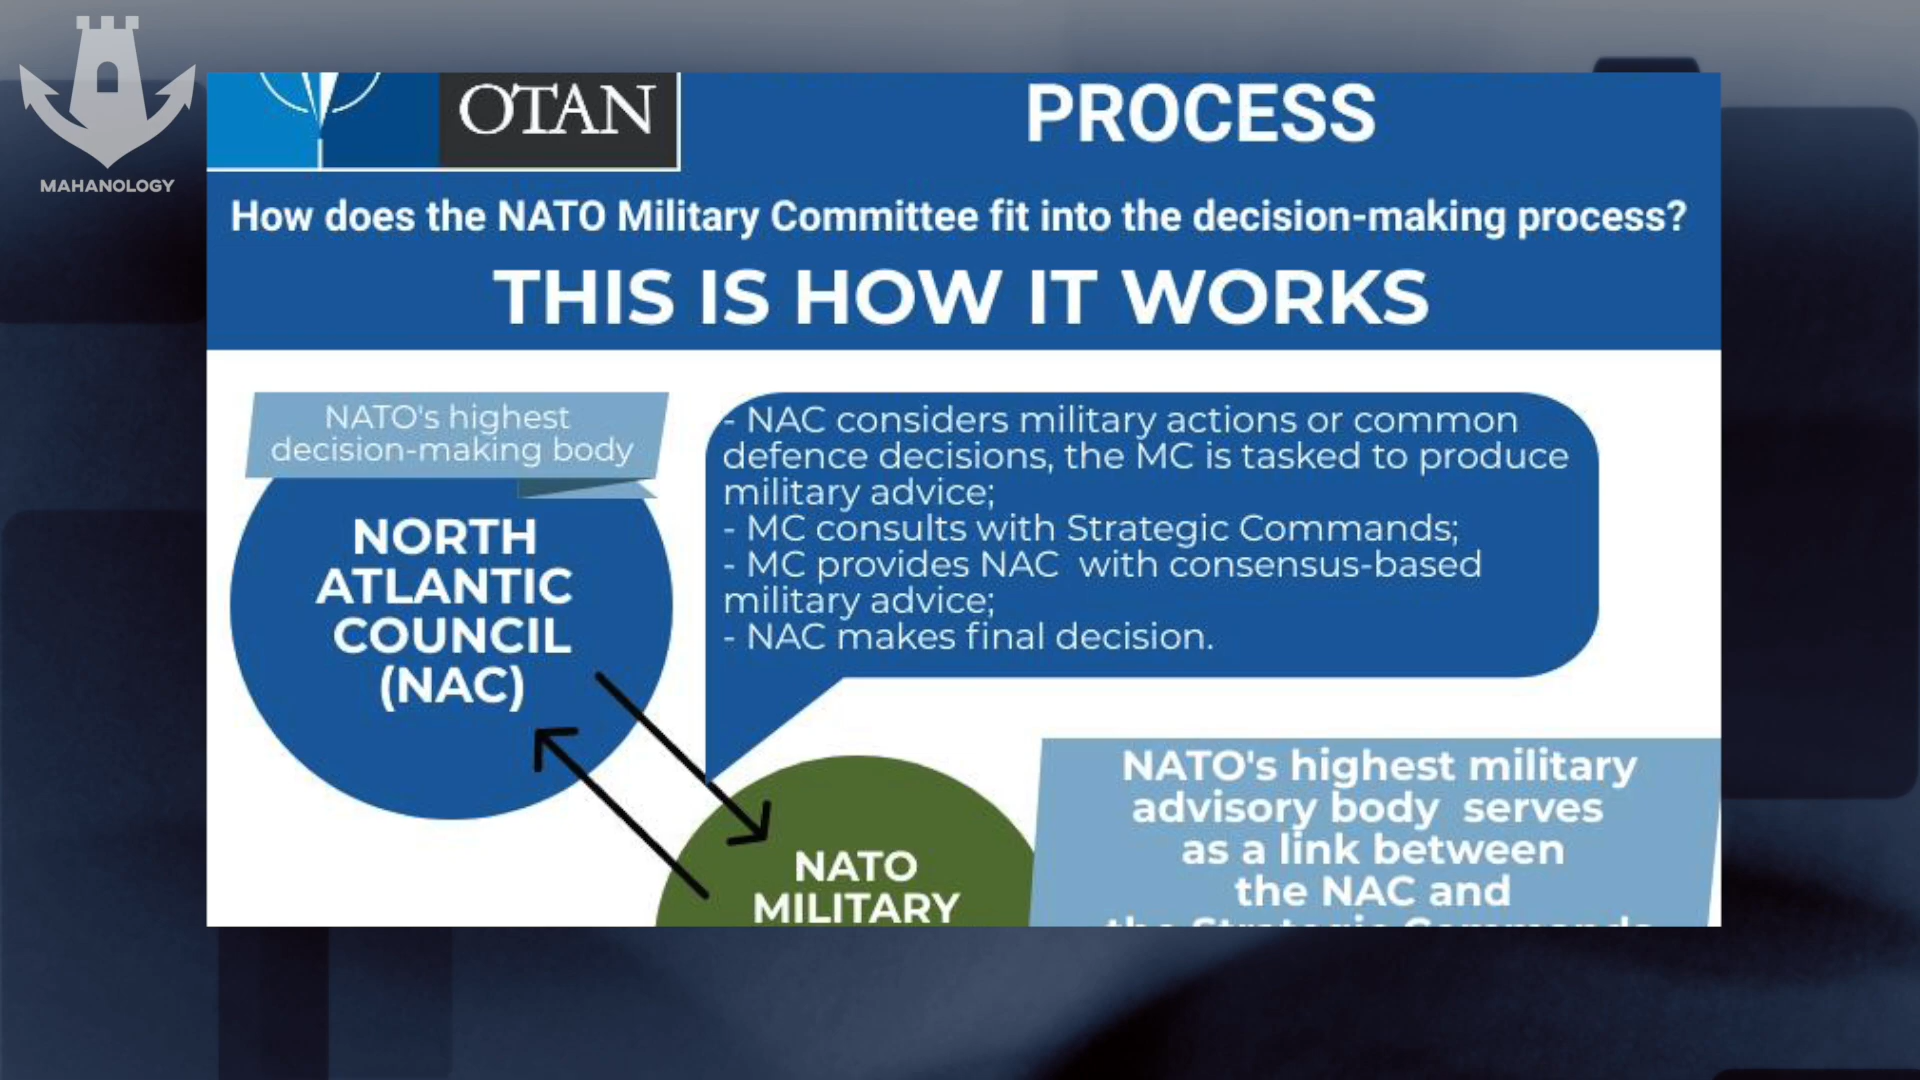 MAHANOLOGY
OTAN
PROCESS
How does the NATO Military Committee fit into the decision-making process?
THIS IS HOW IT WORKS
NATO's highest
decision-making body
NORTH
ATLANTIC
COUNCIL
(NAC)
- NAC considers military actions or common
defence decisions, the MC is tasked to produce
military advice;
- MC consults with Strategic Commands;
- MC provides NAC with consensus-based
military advice;
- NAC makes final decision.
NATO
MILITARY
NATO's highest military
advisory body serves
as a link between
the NAC and
the Strategic Commands